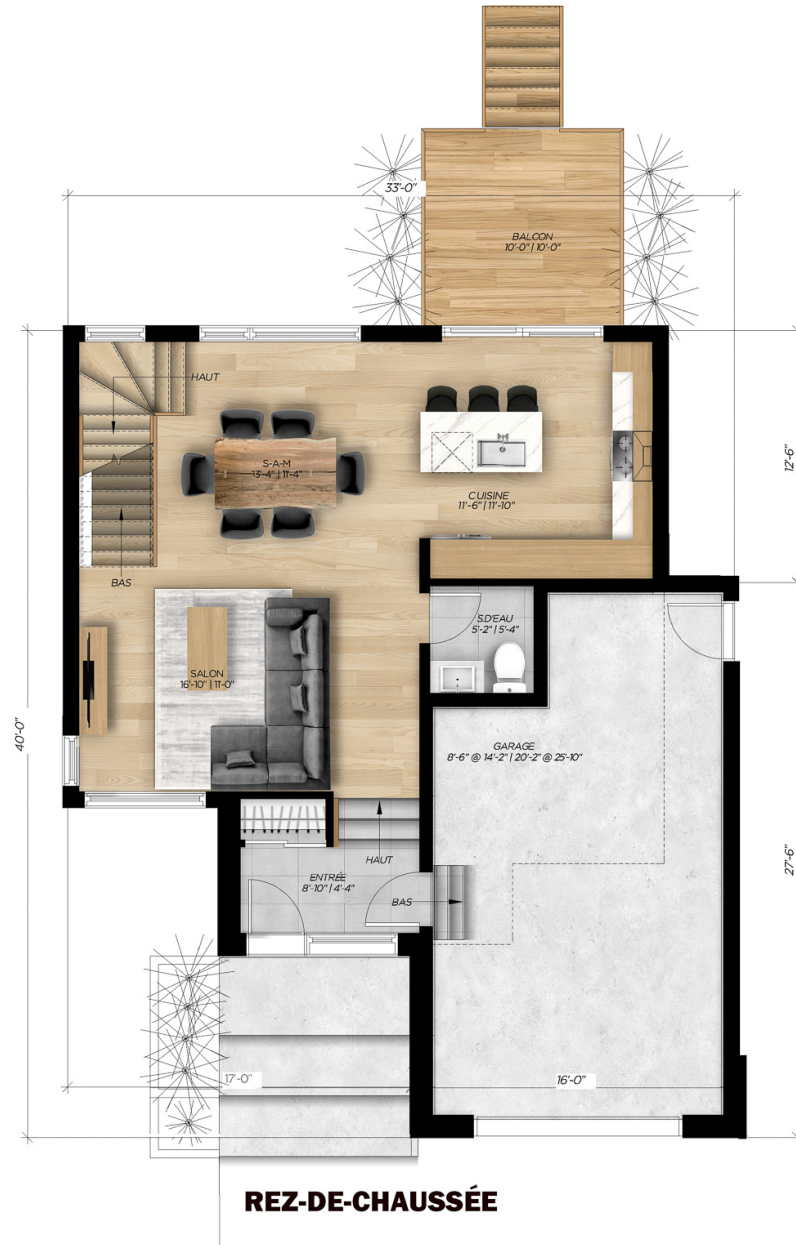 33'-0"
BALCON
10'-0" | 10'-0"
HAUT
12'-6"
S-A-M
13'-4" | 11'-4"
CUISINE
11'-6" | 11'-10"
BAS
S.D'EAU
5'-2" | 5'-4"
SALON
16'-10" | 11'-0"
40'-0"
GARAGE
8'-6" @ 14'-2" | 20'-2" @ 25'-10"
27'-6"
HAUT
ENTRÉE
8'-10" | 4'-4"
BAS
17'-0"
16'-0"
REZ-DE-CHAUSSÉE